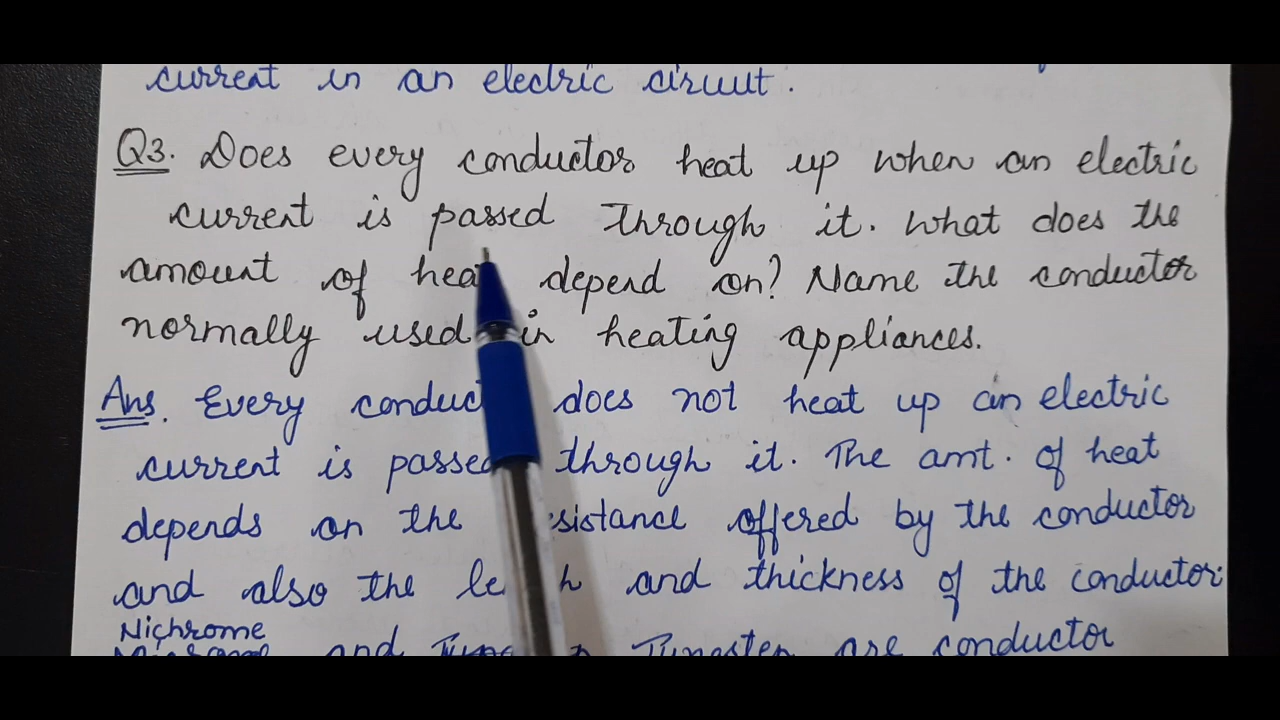 current in an electric circuit.
Q3. Does every conductor heat up when an electric
current is passed through it. What does the
amount of heat depend on? Name the conductor
normally used in heating appliances.
Ans. Every conduct does not heat up an electric
current is passed through it. The amt. of heat
depends on the sistance offered by the conductor
and also the le h and thickness of the conductor.
Nichrome
and Tungsten are conductor